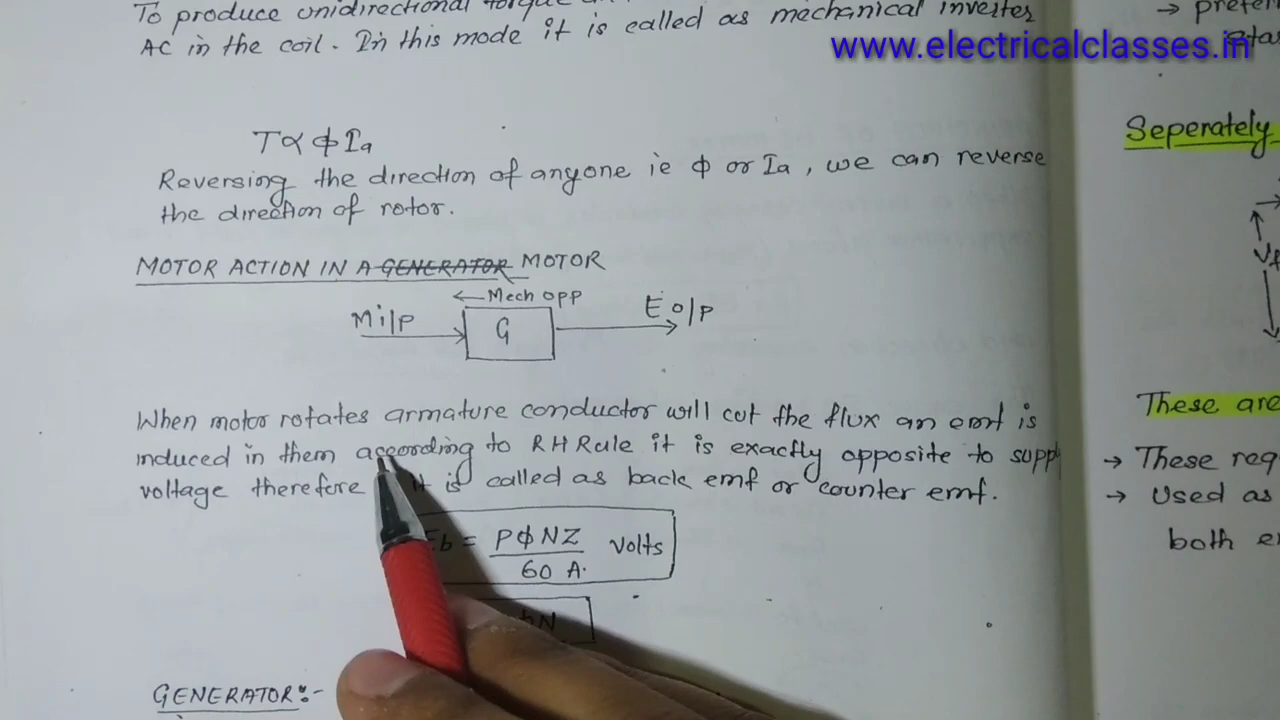 To produce unidirectional torque
AC in the coil. In this mode it is called as mechanical inverter
www.electricalclasses.in
T∝ ϕ Ia
Reversing the direction of anyone ie ϕ or Ia, we can reverse
the direction of rotor.
MOTOR ACTION IN A GENERATOR MOTOR
← Mech opp
M i/p
G
E o/p
When motor rotates armature conductor will cut the flux an emf is
induced in them according to RH Rule it is exactly opposite to supply
voltage therefore it is called as back emf or counter emf.
Eb = PϕNZ / 60 A. volts
GENERATOR:-
→
Seperately
These are
→ These req
→ Used as
both